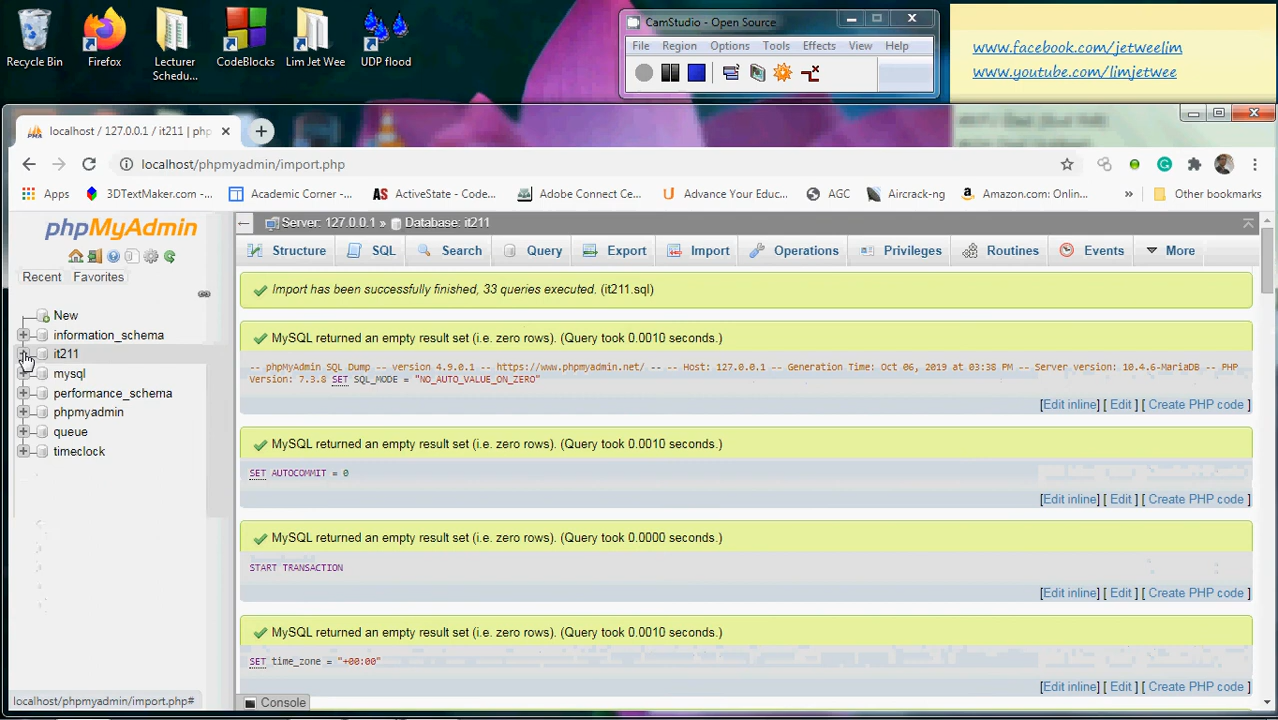 CamStudio - Open Source
File Region Options Tools Effects View Help
www.facebook.com/jetweelim
www.youtube.com/limjetwee
Recycle Bin
Firefox
Lecturer
Schedu...
CodeBlocks
Lim Jet Wee
UDP flood
localhost / 127.0.0.1 / it211 | php
localhost/phpmyadmin/import.php
Apps
3DTextMaker.com -...
Academic Corner -...
AS
ActiveState - Code...
Adobe Connect Ce...
Advance Your Educ...
AGC
Aircrack-ng
Amazon.com: Onlin...
»
Other bookmarks
phpMyAdmin
Recent Favorites
New
information_schema
it211
mysql
performance_schema
phpmyadmin
queue
timeclock
localhost/phpmyadmin/import.php#
Server: 127.0.0.1 » Database: it211
Structure SQL Search Query Export Import Operations Privileges Routines Events More
Import has been successfully finished, 33 queries executed. (it211.sql)
MySQL returned an empty result set (i.e. zero rows). (Query took 0.0010 seconds.)
-- phpMyAdmin SQL Dump -- version 4.9.0.1 -- https://www.phpmyadmin.net/ -- -- Host: 127.0.0.1 -- Generation Time: Oct 06, 2019 at 03:38 PM -- Server version: 10.4.6-MariaDB -- PHP
Version: 7.3.8 SET SQL_MODE = "NO_AUTO_VALUE_ON_ZERO"
[Edit inline] [ Edit ] [ Create PHP code ]
MySQL returned an empty result set (i.e. zero rows). (Query took 0.0010 seconds.)
SET AUTOCOMMIT = 0
[Edit inline] [ Edit ] [ Create PHP code ]
MySQL returned an empty result set (i.e. zero rows). (Query took 0.0000 seconds.)
START TRANSACTION
[Edit inline] [ Edit ] [ Create PHP code ]
MySQL returned an empty result set (i.e. zero rows). (Query took 0.0010 seconds.)
SET time_zone = "+00:00"
[Edit inline] [ Edit ] [ Create PHP code ]
Console